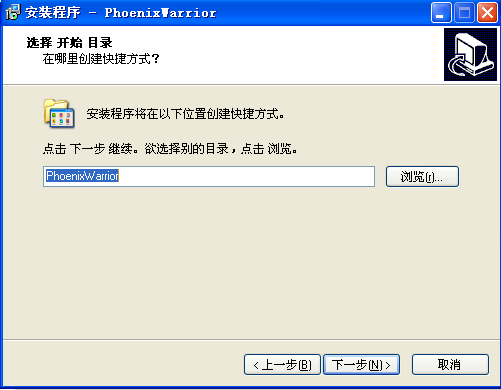 安装程序 - PhoenixWarrior
选择 开始 目录
在哪里创建快捷方式？
安装程序将在以下位置创建快捷方式。
点击 下一步 继续。欲选择别的目录，点击 浏览。
PhoenixWarrior
浏览(r)...
<上一步(B)
下一步(N)>
取消